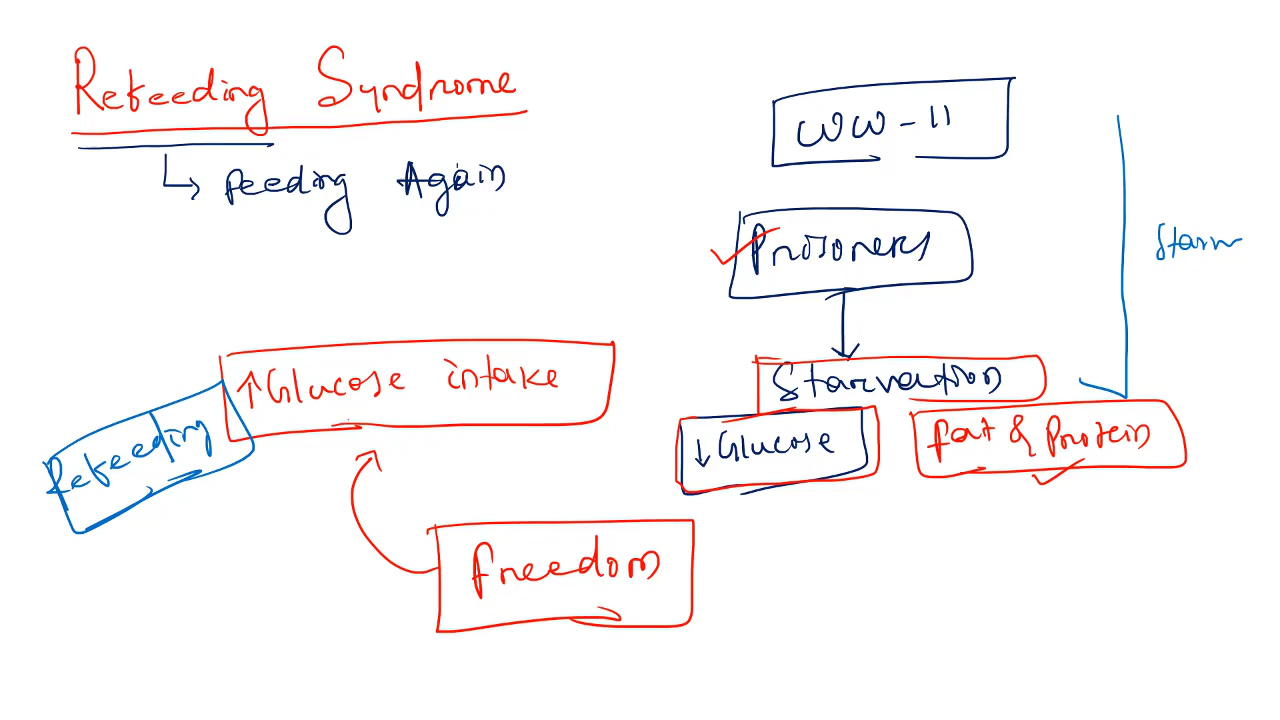 Refeeding Syndrome
↳ Feeding Again
WW-II
Prisoners
Starvation
↓Glucose
Fat & Protein
↑Glucose intake
Refeeding
Freedom
Starv